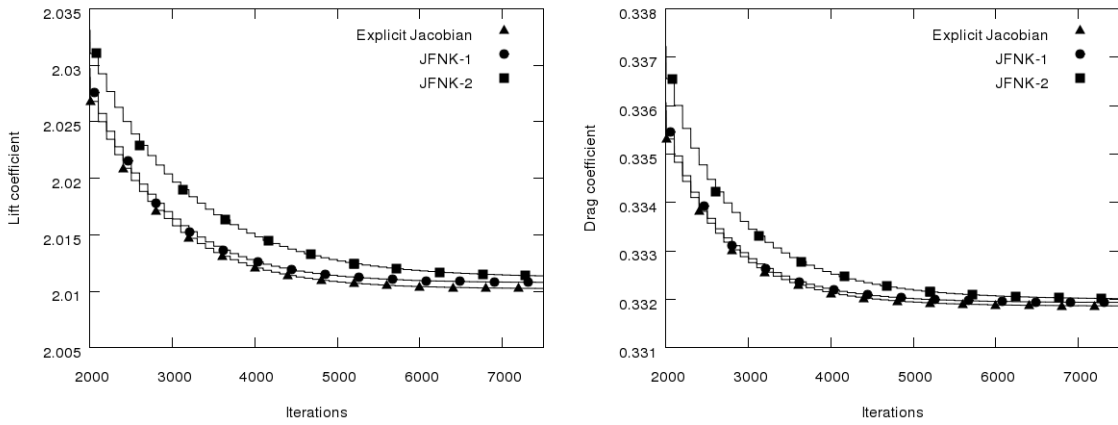 2.035
2.03
2.025
2.02
2.015
2.01
2.005
Lift coefficient
Explicit Jacobian
JFNK-1
JFNK-2
2000 3000 4000 5000 6000 7000
Iterations
0.338
0.337
0.336
0.335
0.334
0.333
0.332
0.331
Drag coefficient
Explicit Jacobian
JFNK-1
JFNK-2
2000 3000 4000 5000 6000 7000
Iterations